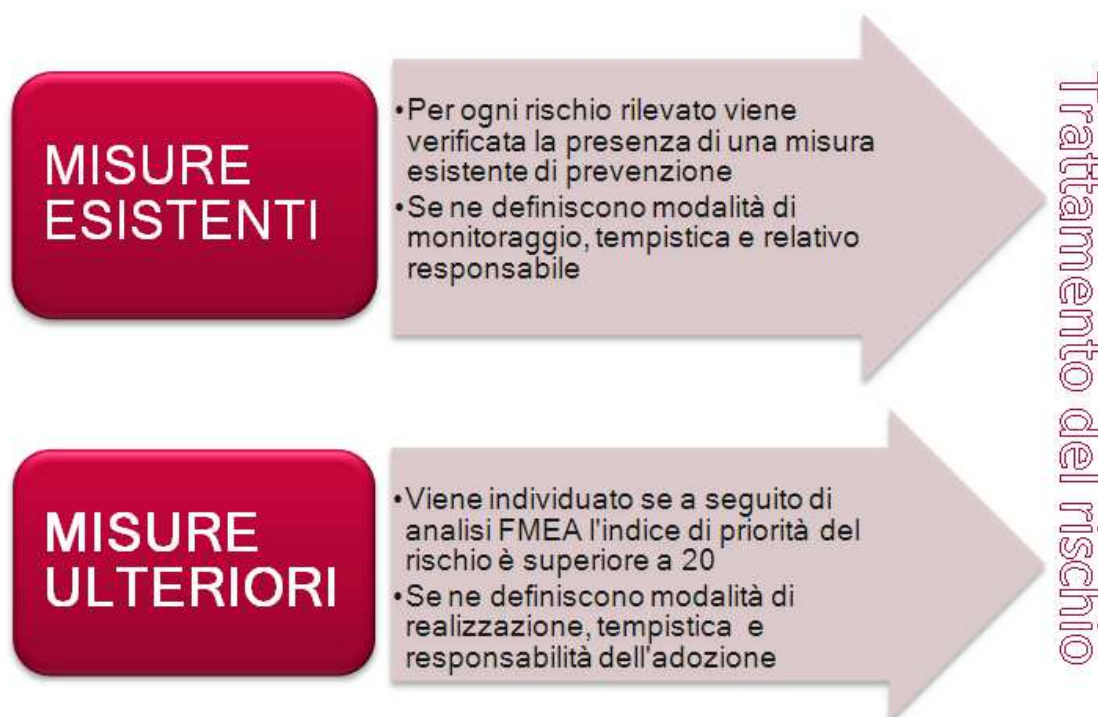 MISURE
ESISTENTI
•Per ogni rischio rilevato viene
verificata la presenza di una misura
esistente di prevenzione
•Se ne definiscono modalità di
monitoraggio, tempistica e relativo
responsabile
MISURE
ULTERIORI
•Viene individuato se a seguito di
analisi FMEA l'indice di priorità del
rischio è superiore a 20
•Se ne definiscono modalità di
realizzazione, tempistica e
responsabilità dell'adozione
Trattamento del rischio